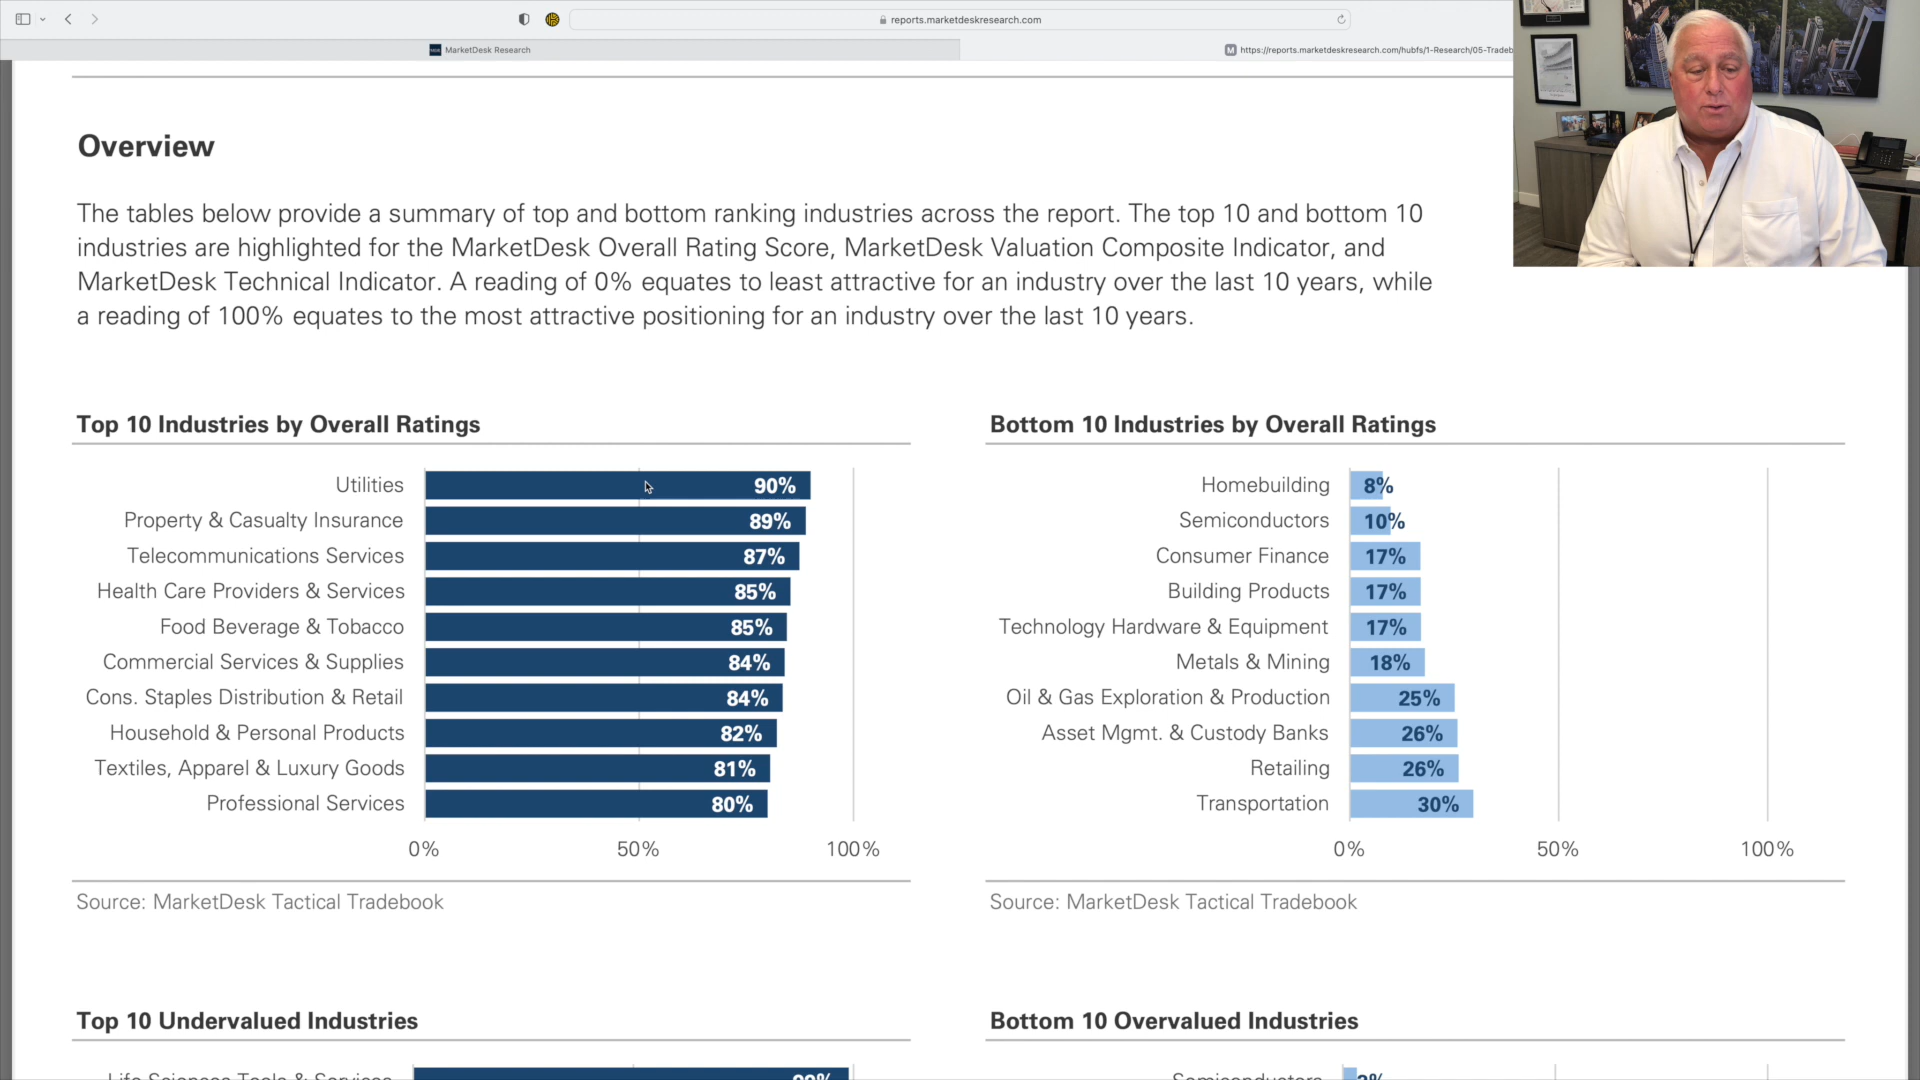 reports.marketdeskresearch.com
MarketDesk Research
https://reports.marketdeskresearch.com/hubfs/1-Research/05-Tradeb
Overview
The tables below provide a summary of top and bottom ranking industries across the report. The top 10 and bottom 10
industries are highlighted for the MarketDesk Overall Rating Score, MarketDesk Valuation Composite Indicator, and
MarketDesk Technical Indicator. A reading of 0% equates to least attractive for an industry over the last 10 years, while
a reading of 100% equates to the most attractive positioning for an industry over the last 10 years.
Top 10 Industries by Overall Ratings
Utilities 90%
Property & Casualty Insurance 89%
Telecommunications Services 87%
Health Care Providers & Services 85%
Food Beverage & Tobacco 85%
Commercial Services & Supplies 84%
Cons. Staples Distribution & Retail 84%
Household & Personal Products 82%
Textiles, Apparel & Luxury Goods 81%
Professional Services 80%
0% 50% 100%
Source: MarketDesk Tactical Tradebook
Bottom 10 Industries by Overall Ratings
Homebuilding 8%
Semiconductors 10%
Consumer Finance 17%
Building Products 17%
Technology Hardware & Equipment 17%
Metals & Mining 18%
Oil & Gas Exploration & Production 25%
Asset Mgmt. & Custody Banks 26%
Retailing 26%
Transportation 30%
0% 50% 100%
Source: MarketDesk Tactical Tradebook
Top 10 Undervalued Industries
Life Sciences Tools & Services
Bottom 10 Overvalued Industries
Semiconductors